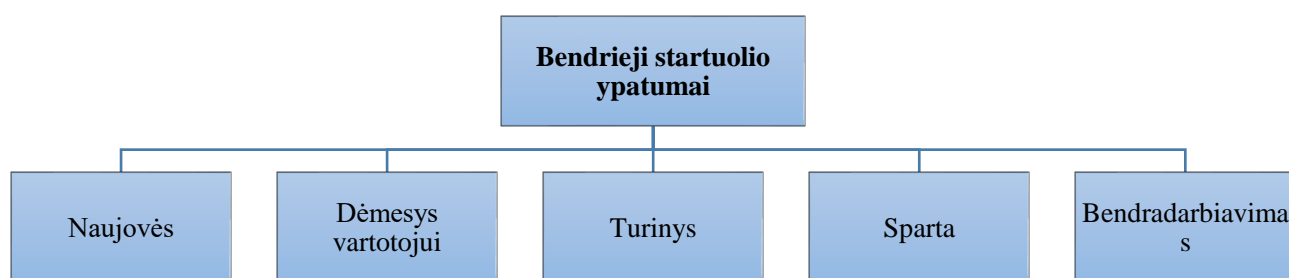 Bendrieji startuolio
ypatumai
Naujovės
Dėmesys
vartotojui
Turinys
Sparta
Bendradarbiavima
s